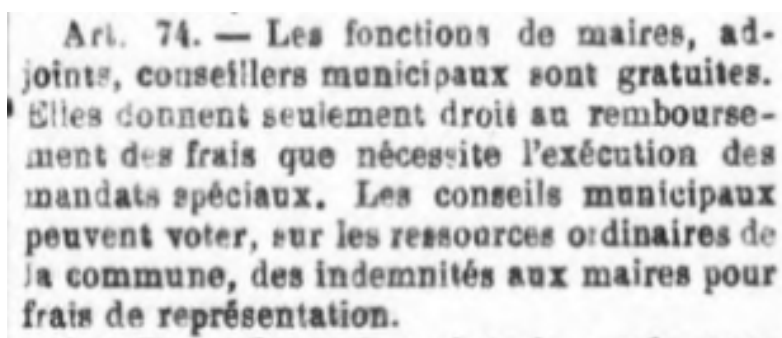 Art. 74. — Les fonctions de maires, ad-
joints, conseillers municipaux sont gratuites.
Elles donnent seulement droit au rembourse-
ment des frais que nécessite l'exécution des
mandats spéciaux. Les conseils municipaux
peuvent voter, sur les ressources ordinaires de
la commune, des indemnités aux maires pour
frais de représentation.